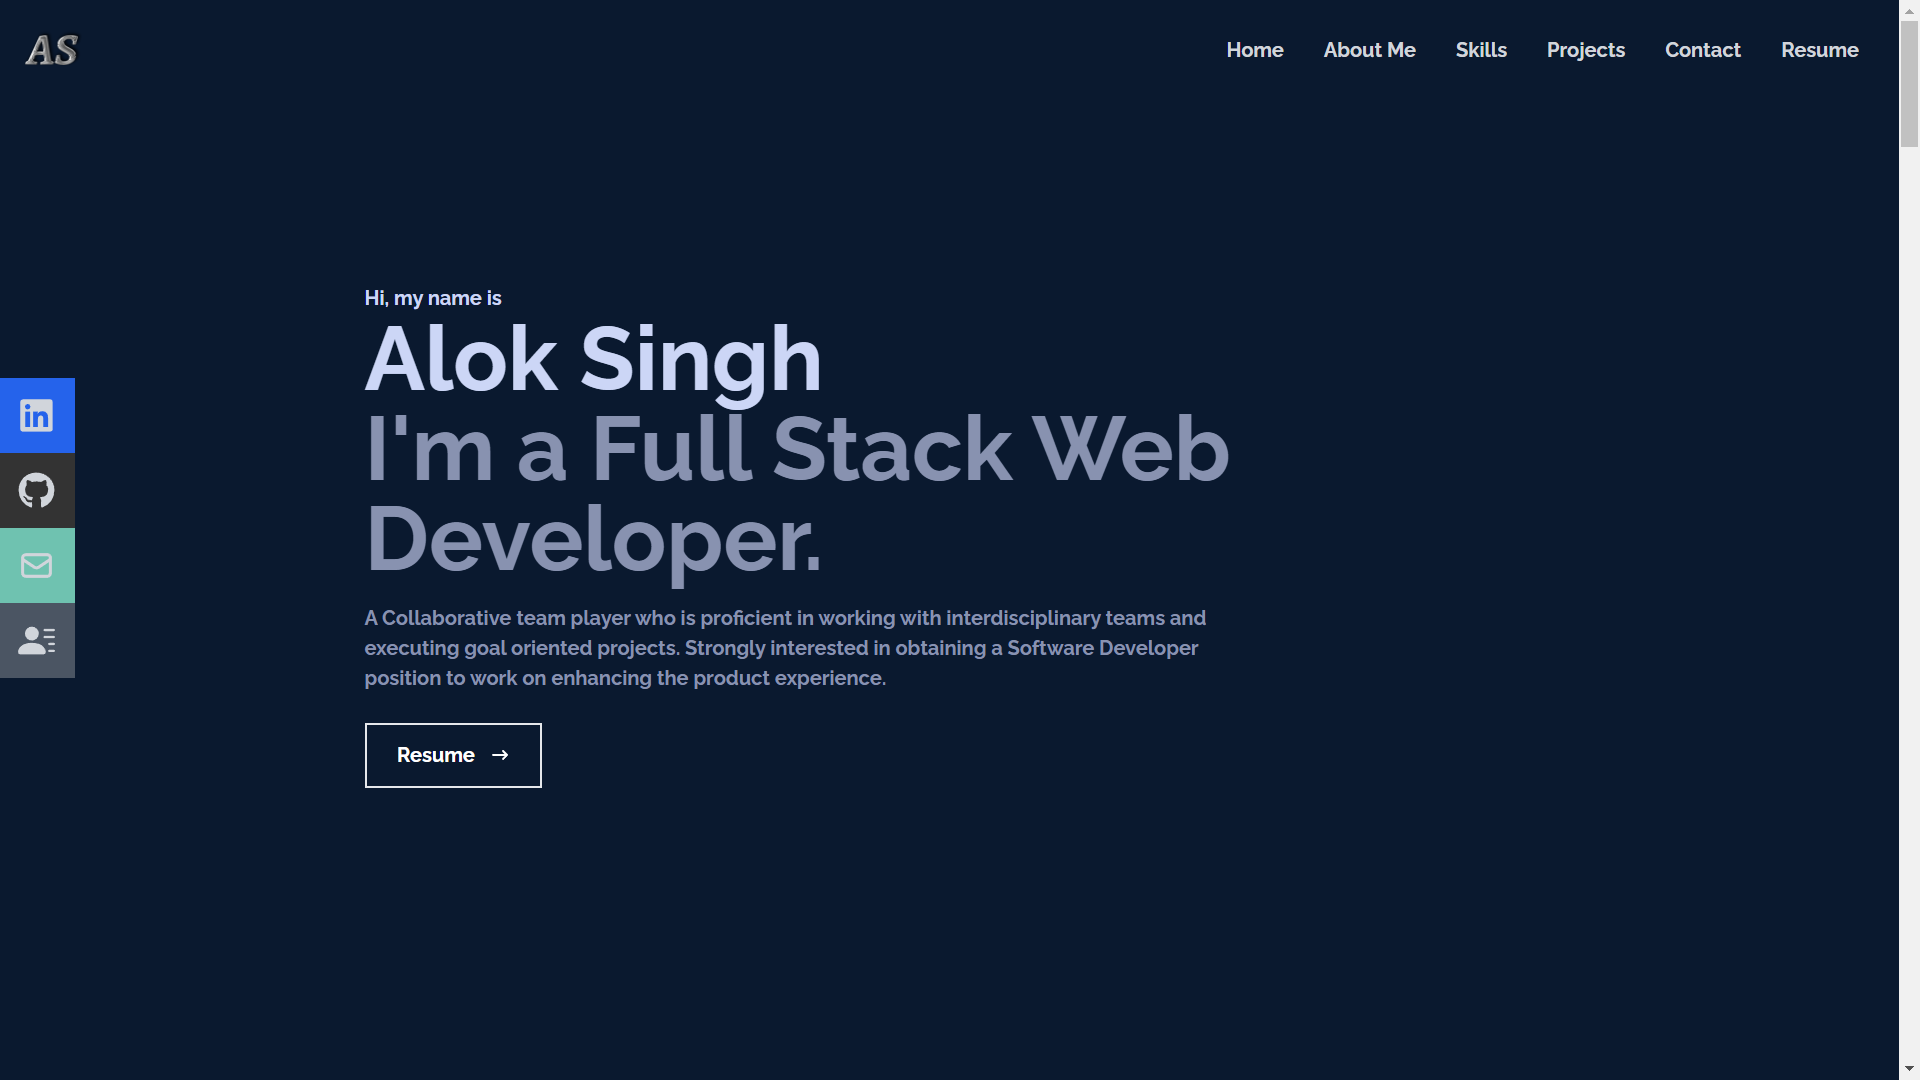 AS
Home
About Me
Skills
Projects
Contact
Resume
Hi, my name is
Alok Singh
I'm a Full Stack Web
Developer.
in
A Collaborative team player who is proficient in working with interdisciplinary teams and
executing goal oriented projects. Strongly interested in obtaining a Software Developer
position to work on enhancing the product experience.
Resume